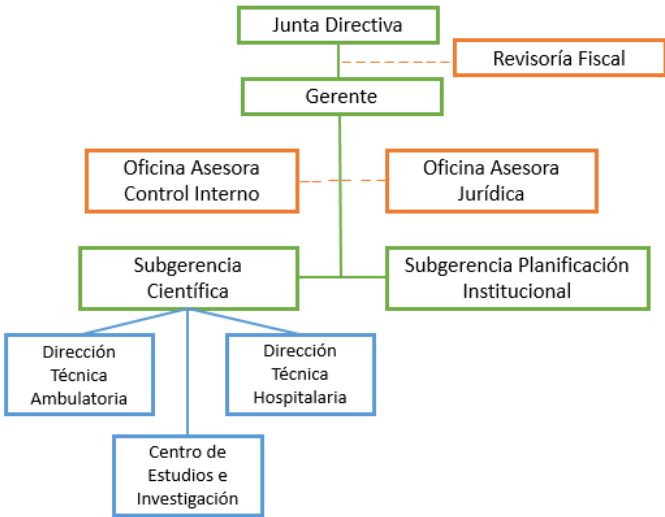 Junta Directiva
Revisoría Fiscal
Gerente
Oficina Asesora
Control Interno
Oficina Asesora
Jurídica
Subgerencia
Científica
Subgerencia Planificación
Institucional
Dirección
Técnica
Ambulatoria
Dirección
Técnica
Hospitalaria
Centro de
Estudios e
Investigación